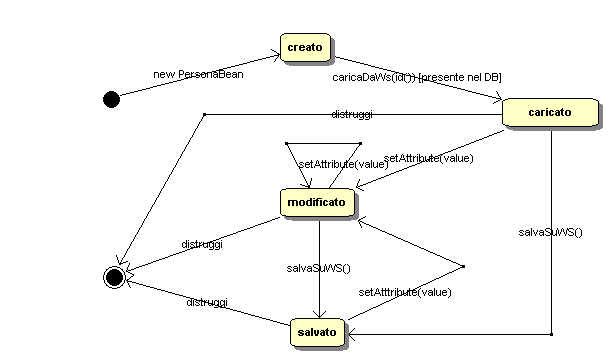 creato
new PersonaBean
caricaDaWs(id()) [presente nel DB]
caricato
distruggi
setAttribute(value)
setAttribute(value)
modificato
salvaSuWS()
distruggi
salvaSuWS()
setAtttribute(value)
distruggi
salvato